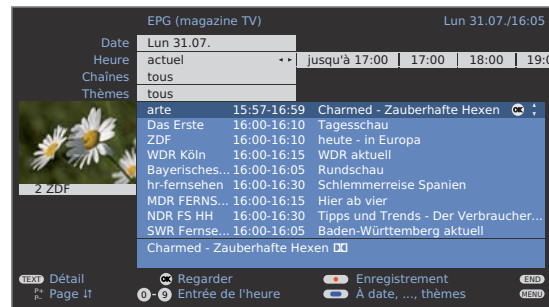 EPG (magazine TV) Lun 31.07./16:05
Date Lun 31.07.
Heure actuel jusqu'à 17:00 17:00 18:00 19:0
Chaînes tous
Thèmes tous
arte 15:57-16:59 Charmed - Zauberhafte Hexen OK
Das Erste 16:00-16:10 Tagesschau
ZDF 16:00-16:10 heute - in Europa
WDR Köln 16:00-16:15 WDR aktuell
Bayerisches... 16:00-16:05 Rundschau
hr-fernsehen 16:00-16:30 Schlemmerreise Spanien
2 ZDF
MDR FERNS... 16:00-16:15 Hier ab vier
NDR FS HH 16:00-16:30 Tipps und Trends - Der Verbraucher...
SWR Fernse... 16:00-16:05 Baden-Württemberg aktuell
Charmed - Zauberhafte Hexen
TEXT Détail OK Regarder Enregistrement END
P+ P- Page 0-9 Entrée de l'heure À date, ..., thèmes MENU